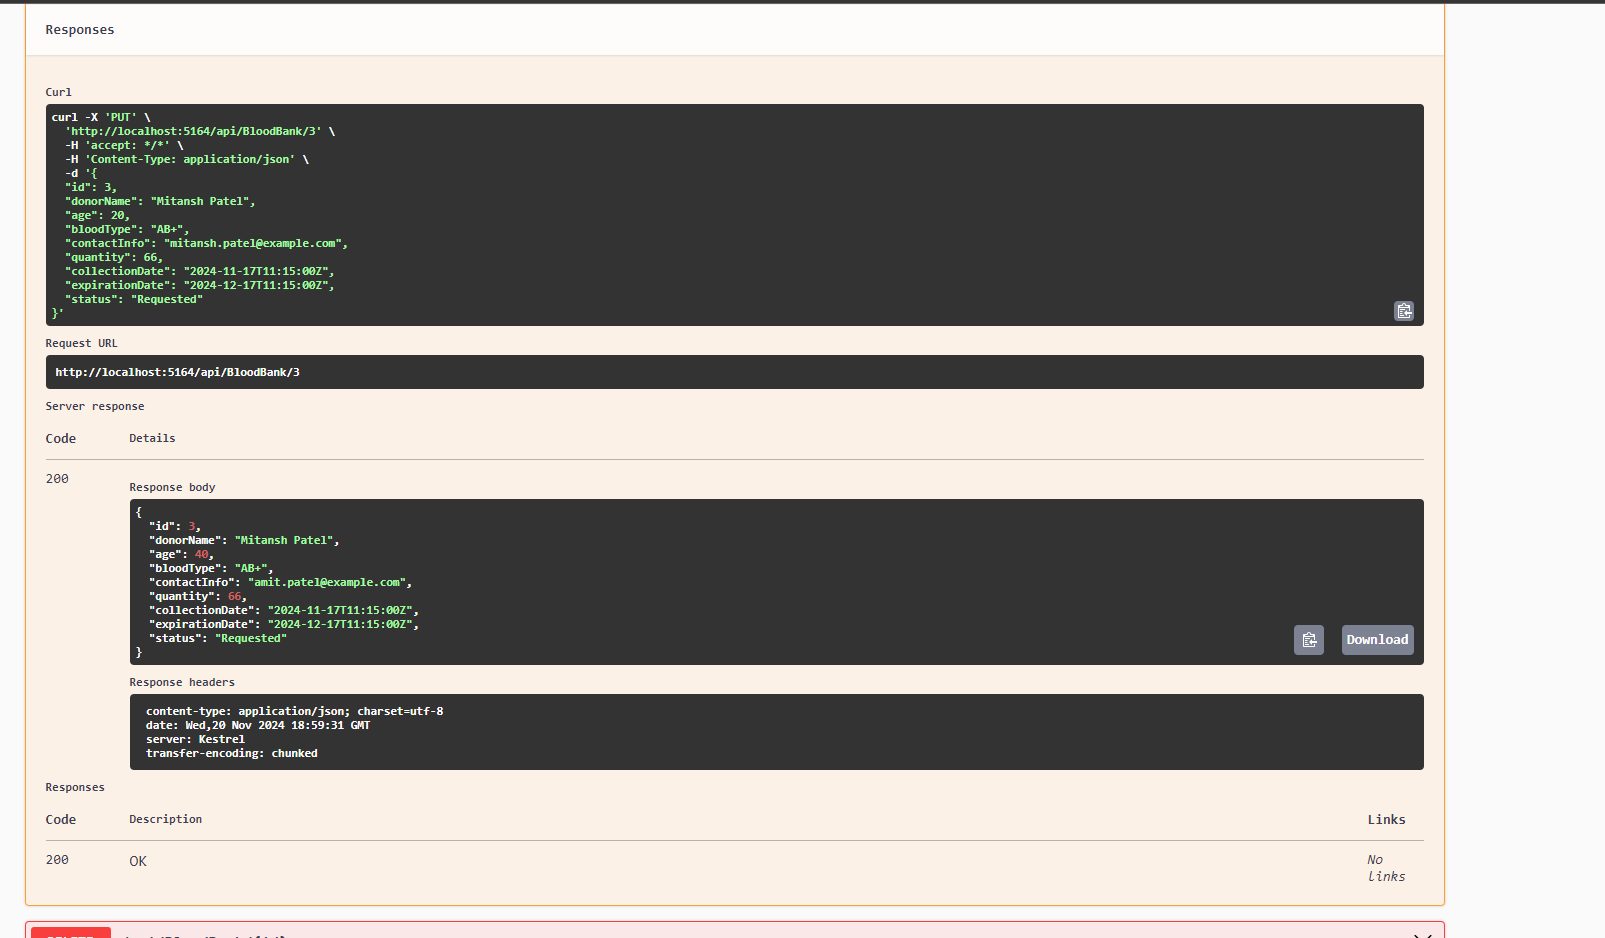 Responses
Curl
curl -X 'PUT' \
  'http://localhost:5164/api/BloodBank/3' \
  -H 'accept: */*' \
  -H 'Content-Type: application/json' \
  -d '{
  "id": 3,
  "donorName": "Mitansh Patel",
  "age": 20,
  "bloodType": "AB+",
  "contactInfo": "mitansh.patel@example.com",
  "quantity": 66,
  "collectionDate": "2024-11-17T11:15:00Z",
  "expirationDate": "2024-12-17T11:15:00Z",
  "status": "Requested"
}'
Request URL
http://localhost:5164/api/BloodBank/3
Server response
Code Details
200
Response body
{
  "id": 3,
  "donorName": "Mitansh Patel",
  "age": 40,
  "bloodType": "AB+",
  "contactInfo": "amit.patel@example.com",
  "quantity": 66,
  "collectionDate": "2024-11-17T11:15:00Z",
  "expirationDate": "2024-12-17T11:15:00Z",
  "status": "Requested"
}
Download
Response headers
content-type: application/json; charset=utf-8
date: Wed,20 Nov 2024 18:59:31 GMT
server: Kestrel
transfer-encoding: chunked
Responses
Code Description Links
200 OK No
links